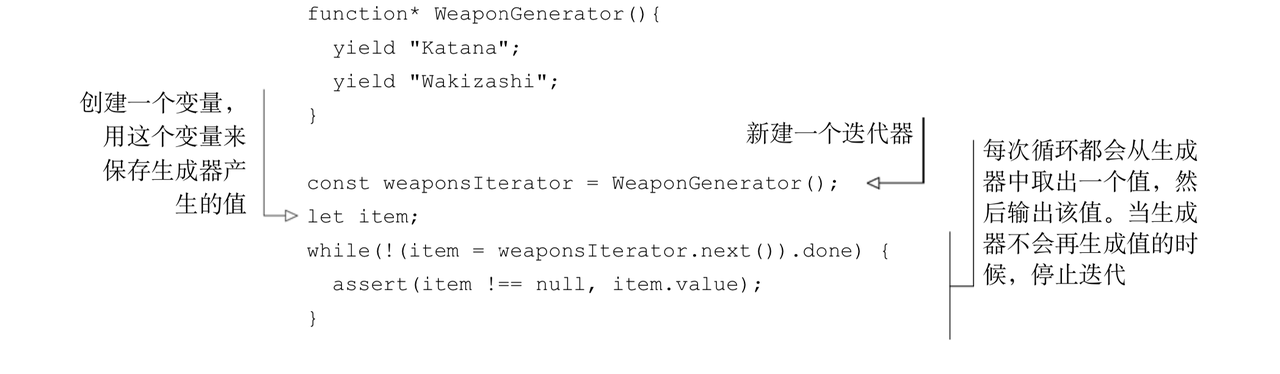 function* WeaponGenerator(){
  yield "Katana";
  yield "Wakizashi";
}
创建一个变量，
用这个变量来
保存生成器产
生的值
新建一个迭代器
const weaponsIterator = WeaponGenerator();
let item;
while(!(item = weaponsIterator.next()).done) {
  assert(item !== null, item.value);
}
每次循环都会从生成
器中取出一个值，然
后输出该值。当生成
器不会再生成值的时
候，停止迭代